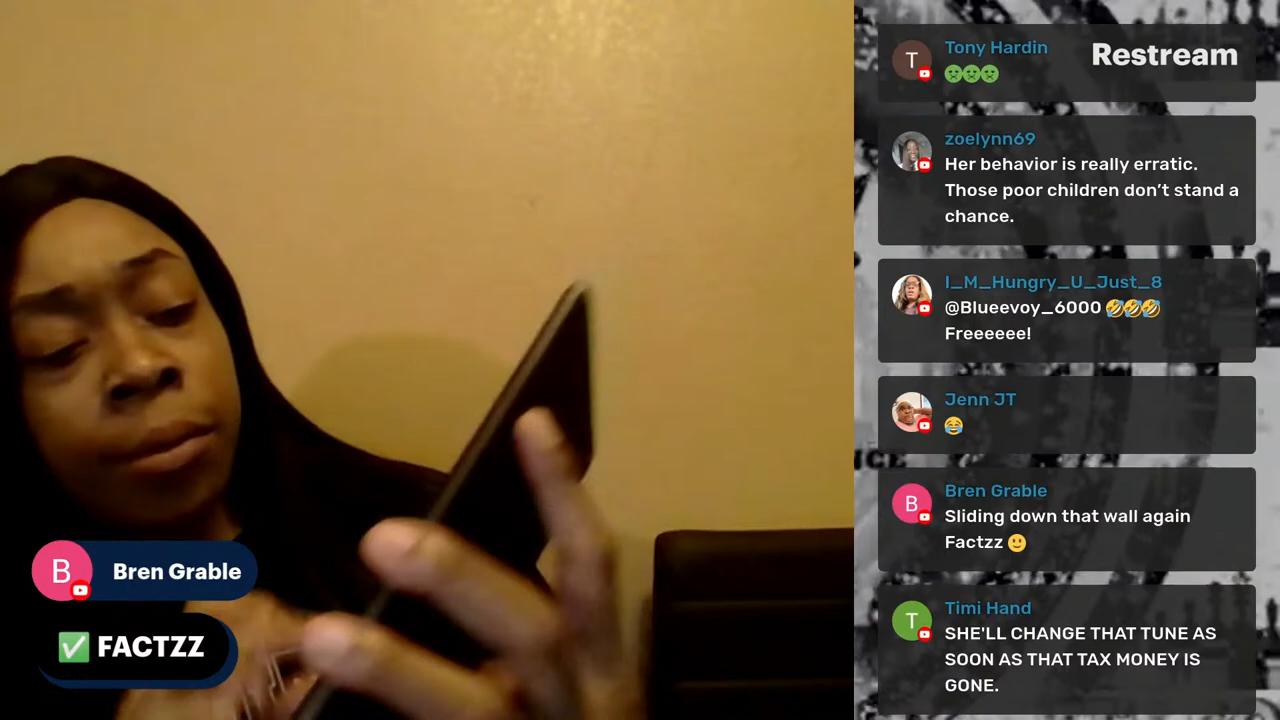 Restream
T
Tony Hardin
🤢🤢🤢
zoelynn69
Her behavior is really erratic.
Those poor children don’t stand a
chance.
I_M_Hungry_U_Just_8
@Blueevoy_6000 🤣🤣🤣
Freeeeee!
Jenn JT
😂
B
Bren Grable
Sliding down that wall again
Factzz 🙂
T
Timi Hand
SHE'LL CHANGE THAT TUNE AS
SOON AS THAT TAX MONEY IS
GONE.
B
Bren Grable
✅ FACTZZ